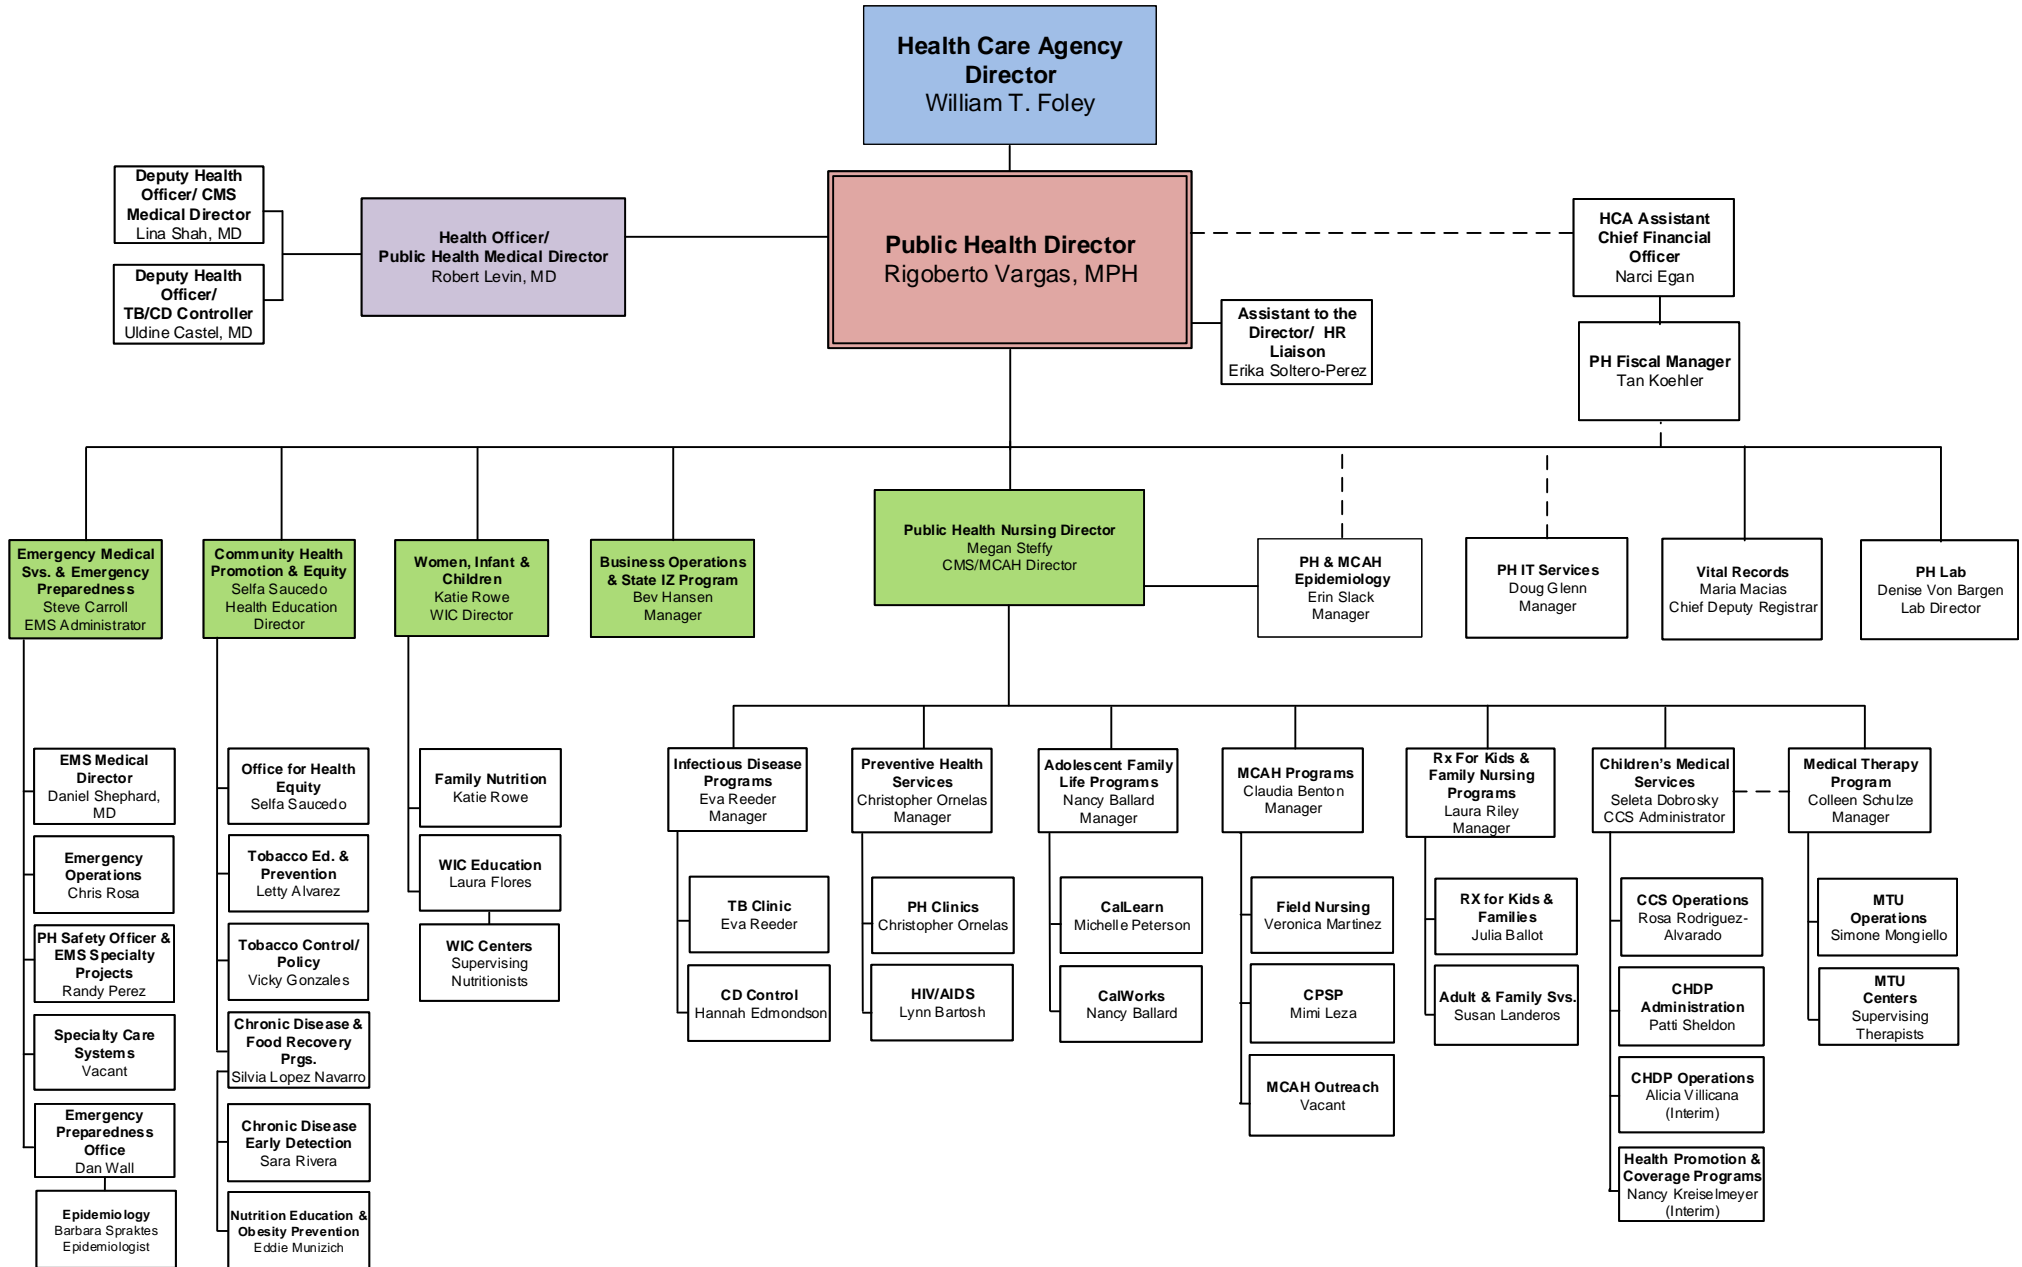 Health Care Agency
Director
William T. Foley
Deputy Health
Officer/ CMS
Medical Director
Lina Shah, MD
Deputy Health
Officer/
TB/CD Controller
Uldine Castel, MD
Health Officer/
Public Health Medical Director
Robert Levin, MD
Public Health Director
Rigoberto Vargas, MPH
Assistant to the
Director/ HR
Liaison
Erika Soltero-Perez
HCA Assistant
Chief Financial
Officer
Narci Egan
PH Fiscal Manager
Tan Koehler
Emergency Medical
Svs. & Emergency
Preparedness
Steve Carroll
EMS Administrator
Community Health
Promotion & Equity
Selfa Saucedo
Health Education
Director
Women, Infant &
Children
Katie Rowe
WIC Director
Business Operations
& State IZ Program
Bev Hansen
Manager
Public Health Nursing Director
Megan Steffy
CMS/MCAH Director
PH & MCAH
Epidemiology
Erin Slack
Manager
PH IT Services
Doug Glenn
Manager
Vital Records
Maria Macias
Chief Deputy Registrar
PH Lab
Denise Von Bargen
Lab Director
EMS Medical
Director
Daniel Shephard,
MD
Emergency
Operations
Chris Rosa
PH Safety Officer &
EMS Specialty
Projects
Randy Perez
Specialty Care
Systems
Vacant
Emergency
Preparedness
Office
Dan Wall
Epidemiology
Barbara Spraktes
Epidemiologist
Office for Health
Equity
Selfa Saucedo
Tobacco Ed. &
Prevention
Letty Alvarez
Tobacco Control/
Policy
Vicky Gonzales
Chronic Disease &
Food Recovery
Prgs.
Silvia Lopez Navarro
Chronic Disease
Early Detection
Sara Rivera
Nutrition Education &
Obesity Prevention
Eddie Munizich
Family Nutrition
Katie Rowe
WIC Education
Laura Flores
WIC Centers
Supervising
Nutritionists
Infectious Disease
Programs
Eva Reeder
Manager
TB Clinic
Eva Reeder
CD Control
Hannah Edmondson
Preventive Health
Services
Christopher Ornelas
Manager
PH Clinics
Christopher Ornelas
HIV/AIDS
Lynn Bartosh
Adolescent Family
Life Programs
Nancy Ballard
Manager
CalLearn
Michelle Peterson
CalWorks
Nancy Ballard
MCAH Programs
Claudia Benton
Manager
Field Nursing
Veronica Martinez
CPSP
Mimi Leza
MCAH Outreach
Vacant
Rx For Kids &
Family Nursing
Programs
Laura Riley
Manager
RX for Kids &
Families
Julia Ballot
Adult & Family Svs.
Susan Landeros
Children's Medical
Services
Seleta Dobrosky
CCS Administrator
CCS Operations
Rosa Rodriguez-
Alvarado
CHDP
Administration
Patti Sheldon
CHDP Operations
Alicia Villicana
(Interim)
Health Promotion &
Coverage Programs
Nancy Kreiselmeyer
(Interim)
Medical Therapy
Program
Colleen Schulze
Manager
MTU
Operations
Simone Mongiello
MTU
Centers
Supervising
Therapists